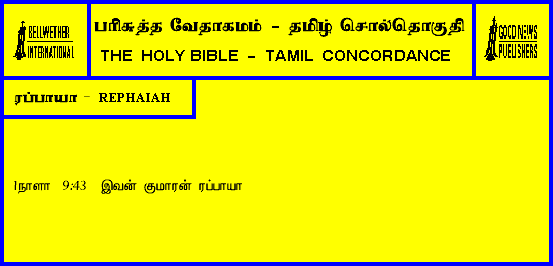 BELLWETHER
INTERNATIONAL
பரிசுத்த வேதாகமம் - தமிழ் சொல்தொகுதி
THE HOLY BIBLE - TAMIL CONCORDANCE
GOOD NEWS
PUBLISHERS
ரப்பாயா - REPHAIAH
1நாளா 9:43 இவன் குமாரன் ரப்பாயா